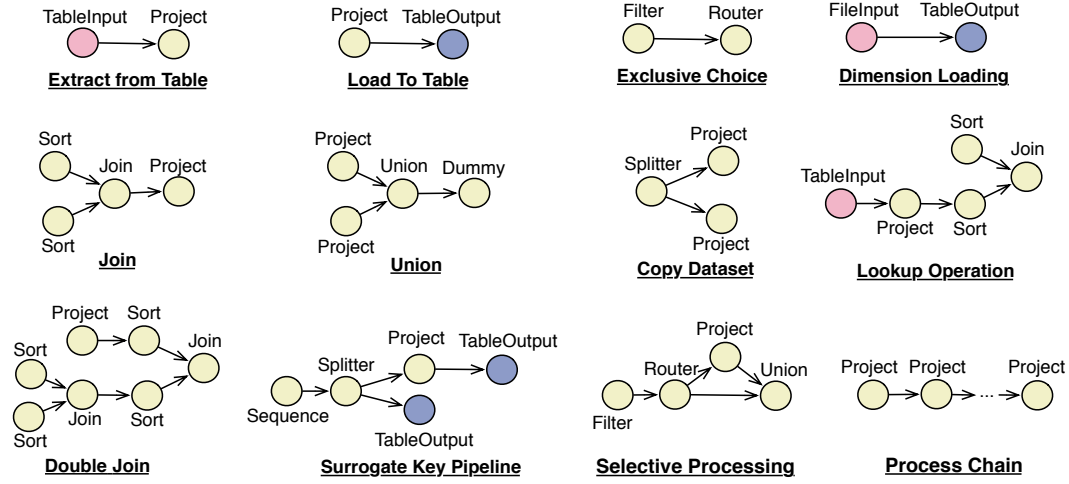 TableInput Project
Extract from Table
Project TableOutput
Load To Table
Filter Router
Exclusive Choice
FileInput TableOutput
Dimension Loading
Sort
Join Project
Sort
Join
Project
Union Dummy
Project
Union
Project
Splitter
Project
Copy Dataset
Sort
Join
TableInput
Project Sort
Lookup Operation
Project Sort
Join
Sort
Join Sort
Sort
Double Join
Project TableOutput
Splitter
Sequence
TableOutput
Surrogate Key Pipeline
Project
Router Union
Filter
Selective Processing
Project Project Project
...
Process Chain